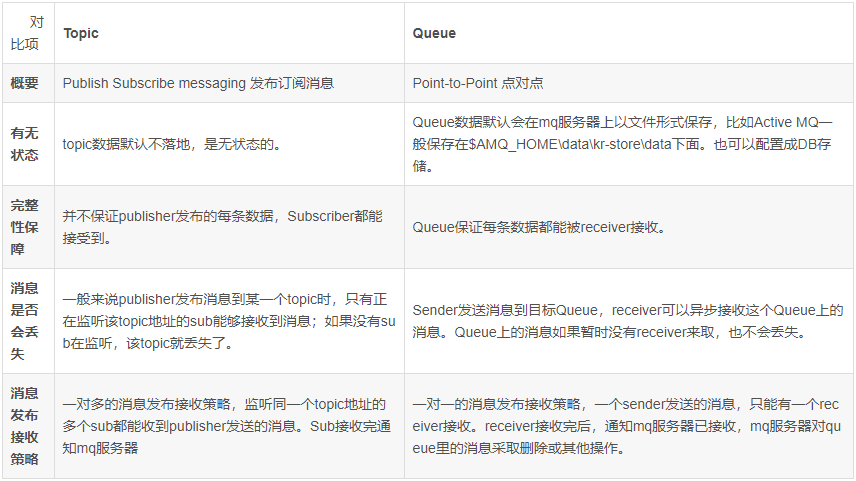 对
比项
Topic
Queue
概要
Publish Subscribe messaging 发布订阅消息
Point-to-Point 点对点
有无
状态
topic数据默认不落地，是无状态的。
Queue数据默认会在mq服务器上以文件形式保存，比如Active MQ一
般保存在$AMQ_HOME\data\kr-store\data下面。也可以配置成DB存
储。
完整
性保
障
并不保证publisher发布的每条数据，Subscriber都能
接受到。
Queue保证每条数据都能被receiver接收。
消息
是否
会丢
失
一般来说publisher发布消息到某一个topic时，只有正
在监听该topic地址的sub能够接收到消息；如果没有su
b在监听，该topic就丢失了。
Sender发送消息到目标Queue，receiver可以异步接收这个Queue上的
消息。Queue上的消息如果暂时没有receiver来取，也不会丢失。
消息
发布
接收
策略
一对多的消息发布接收策略，监听同一个topic地址的
多个sub都能收到publisher发送的消息。Sub接收完通
知mq服务器
一对一的消息发布接收策略，一个sender发送的消息，只能有一个rec
eiver接收。receiver接收完后，通知mq服务器已接收，mq服务器对qu
eue里的消息采取删除或其他操作。